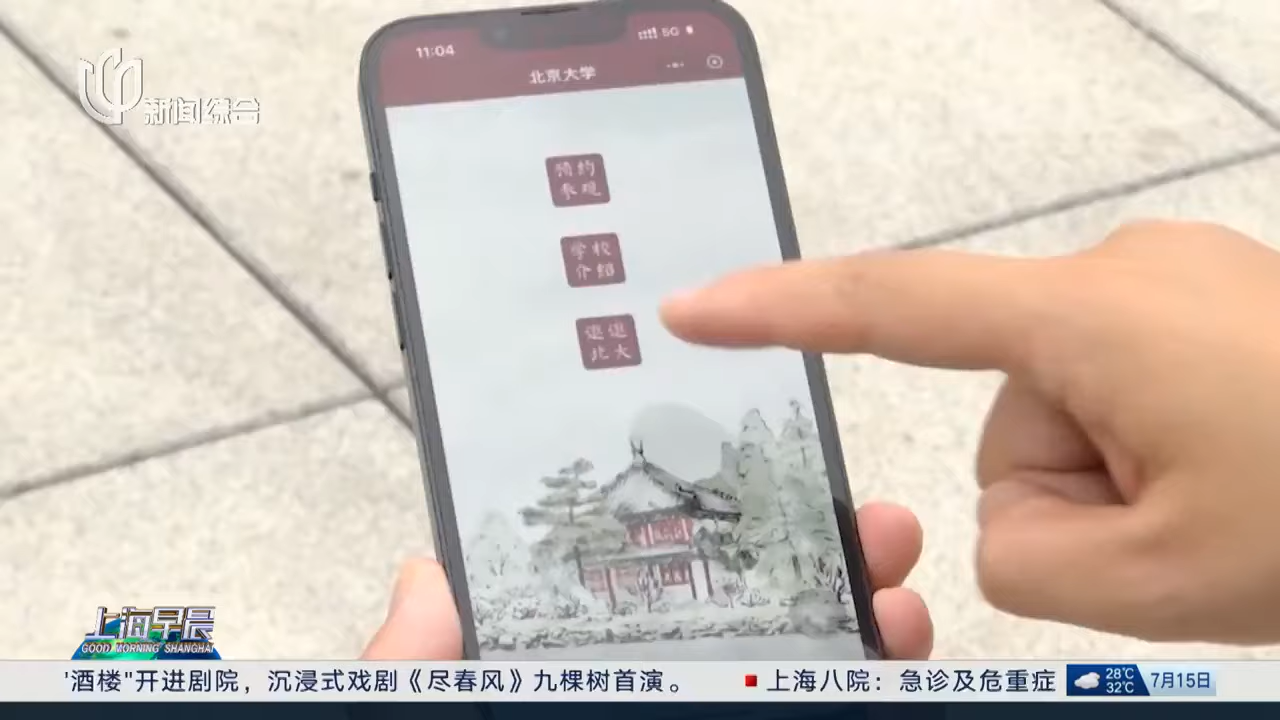 新闻综合
11:04
5G
北京大学
预约
参观
学校
介绍
逛逛
北大
上海早晨
GOOD MORNING SHANGHAI
'酒楼"开进剧院，沉浸式戏剧《尽春风》九棵树首演。
上海八院：急诊及危重症
28℃
32℃
7月15日